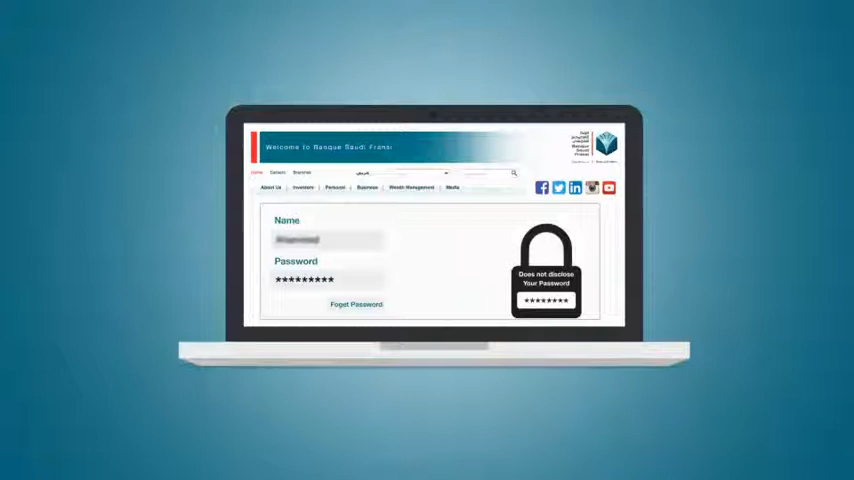 Welcome to Banque Saudi Fransi
Banque
Saudi
Fransi
Home Careers Branches عربي
About Us | Investors | Personal | Business | Wealth Management | Media
Name
Password
*********
Foget Password
Does not disclose
Your Password
********